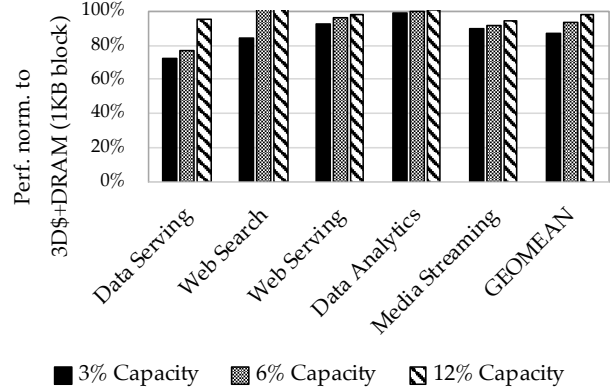 100%
80%
60%
40%
20%
0%
Perf. norm. to
3D$+DRAM (1KB block)
Data Serving
Web Search
Web Serving
Data Analytics
Media Streaming
GEOMEAN
3% Capacity
6% Capacity
12% Capacity